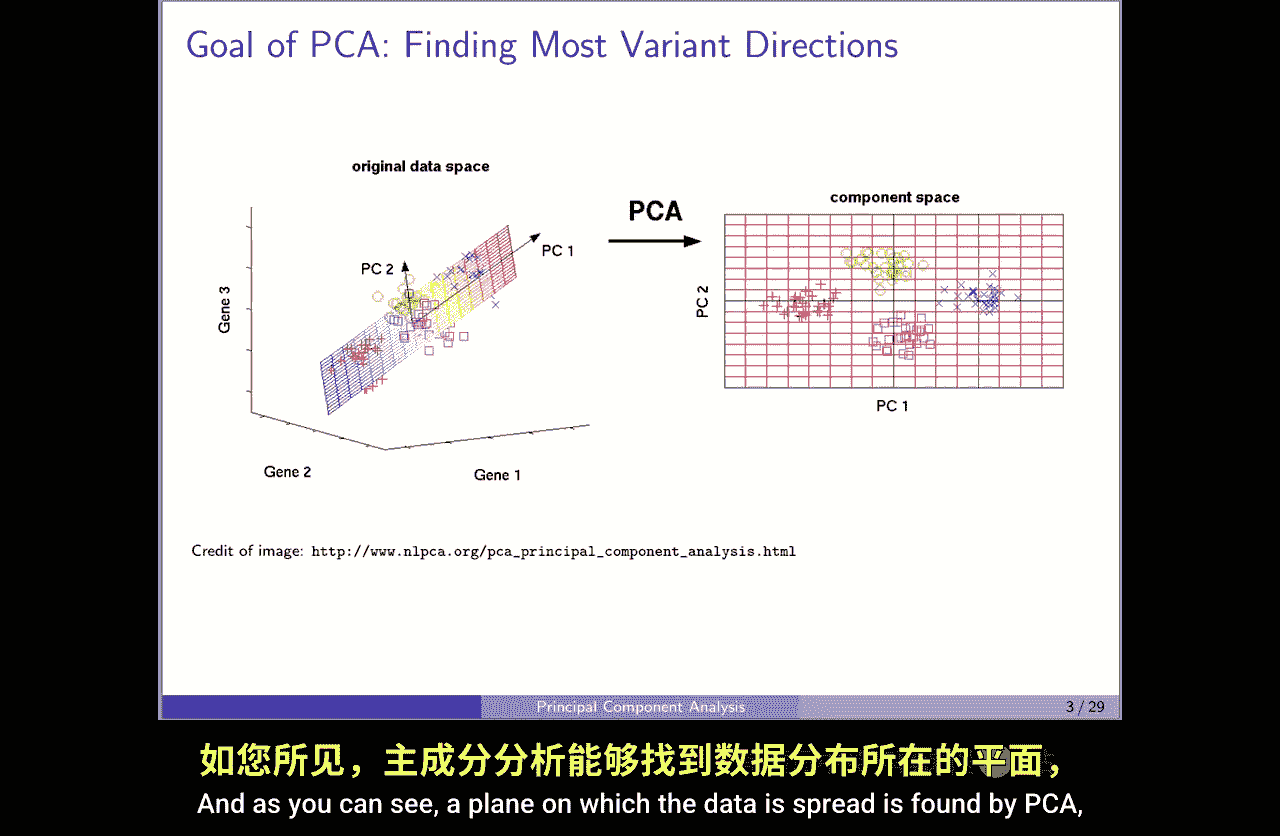 Goal of PCA: Finding Most Variant Directions
original data space
PC 2
PC 1
Gene 3
Gene 2
Gene 1
PCA
component space
PC 2
PC 1
Credit of image: http://www.nlpca.org/pca_principal_component_analysis.html
Principal Component Analysis
3 / 29
如您所见，主成分分析能够找到数据分布所在的平面，
And as you can see, a plane on which the data is spread is found by PCA,